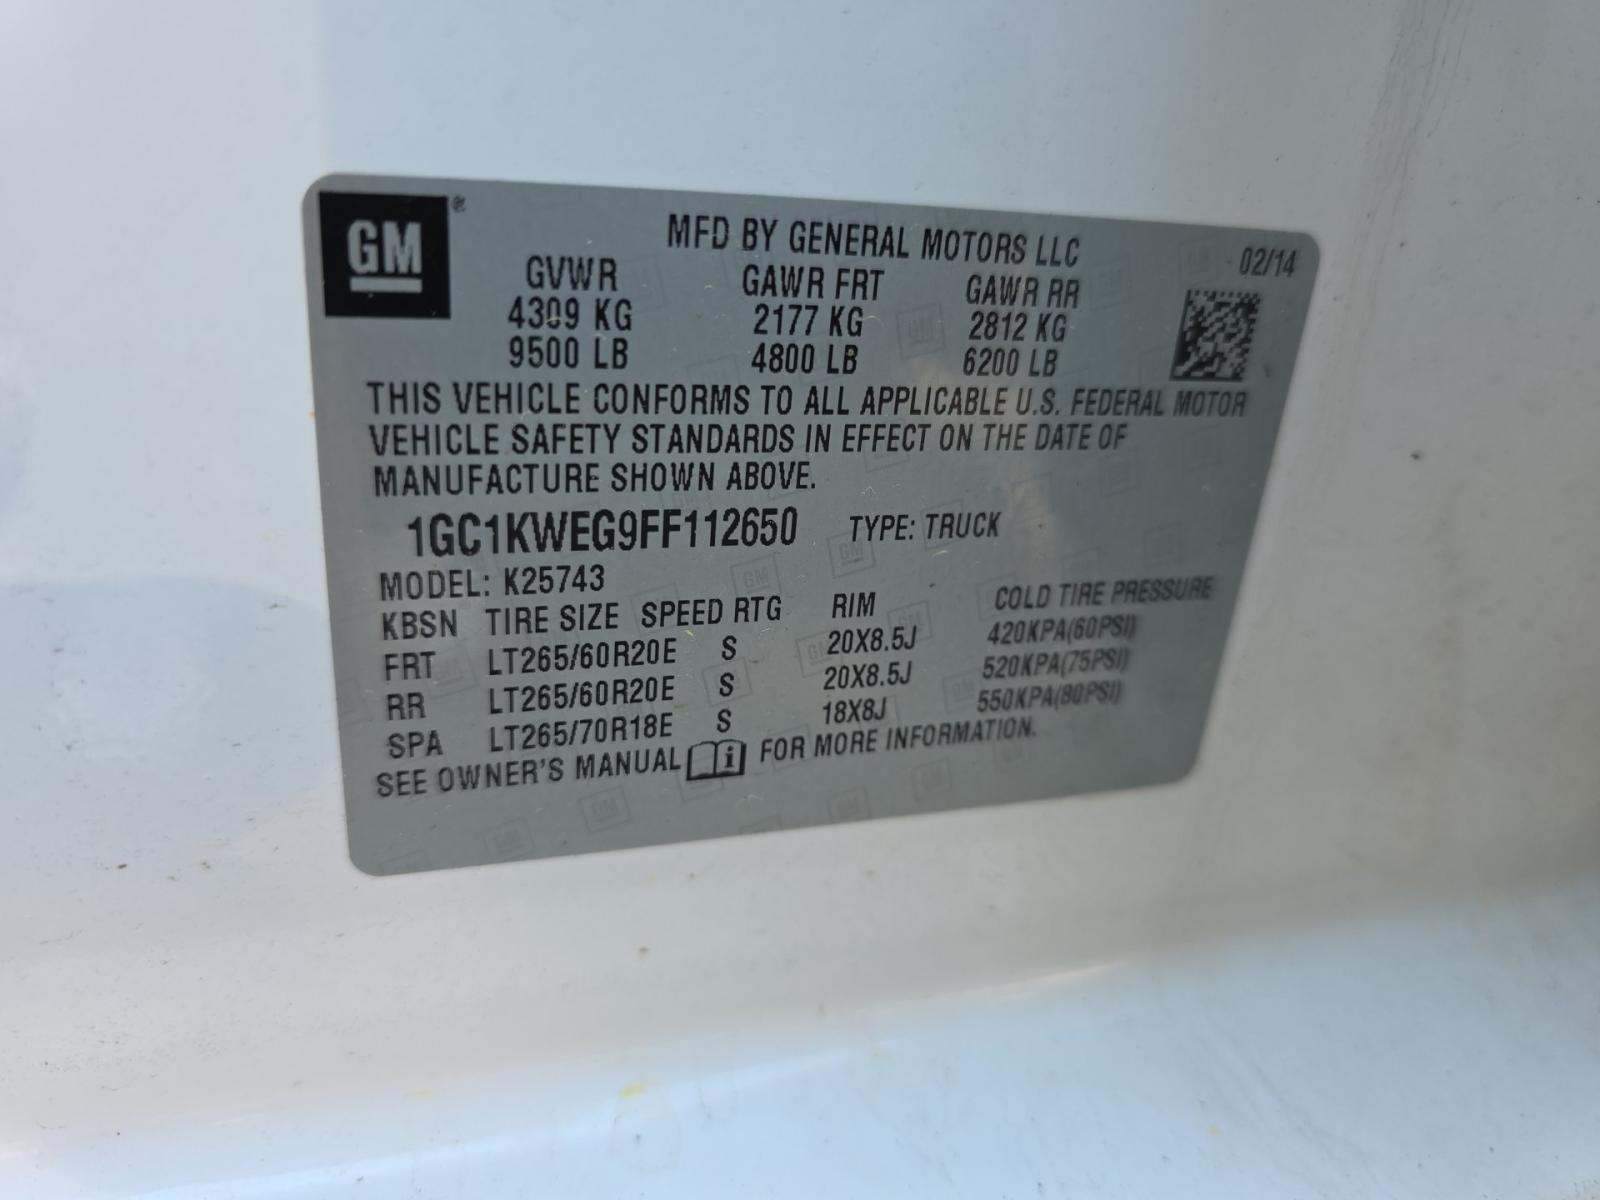 GM®
MFD BY GENERAL MOTORS LLC 02/14
GVWR GAWR FRT GAWR RR
4309 KG 2177 KG 2812 KG
9500 LB 4800 LB 6200 LB
THIS VEHICLE CONFORMS TO ALL APPLICABLE U.S. FEDERAL MOTOR
VEHICLE SAFETY STANDARDS IN EFFECT ON THE DATE OF
MANUFACTURE SHOWN ABOVE.
1GC1KWEG9FF112650 TYPE: TRUCK
MODEL: K25743
KBSN TIRE SIZE SPEED RTG RIM COLD TIRE PRESSURE
FRT LT265/60R20E S 20X8.5J 420KPA(60PSI)
RR LT265/60R20E S 20X8.5J 520KPA(75PSI)
SPA LT265/70R18E S 18X8J 550KPA(80PSI)
SEE OWNER'S MANUAL i FOR MORE INFORMATION.